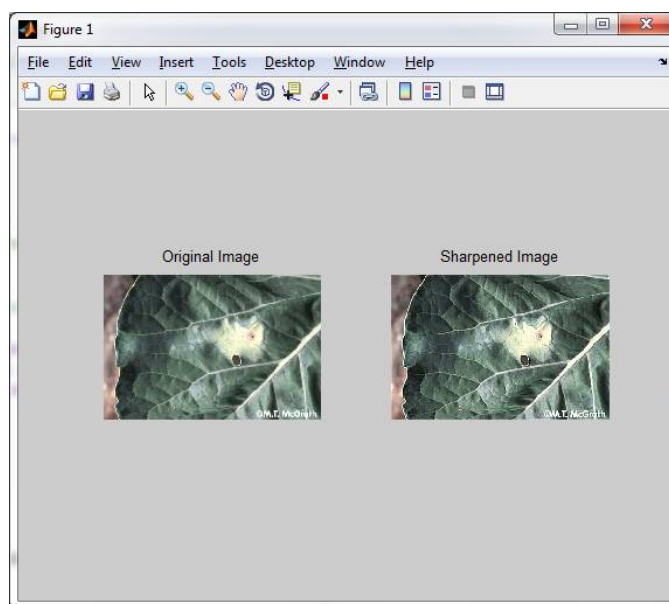 Figure 1
File Edit View Insert Tools Desktop Window Help
Original Image Sharpened Image
©M.T. McGrath ©M.T. McGrath